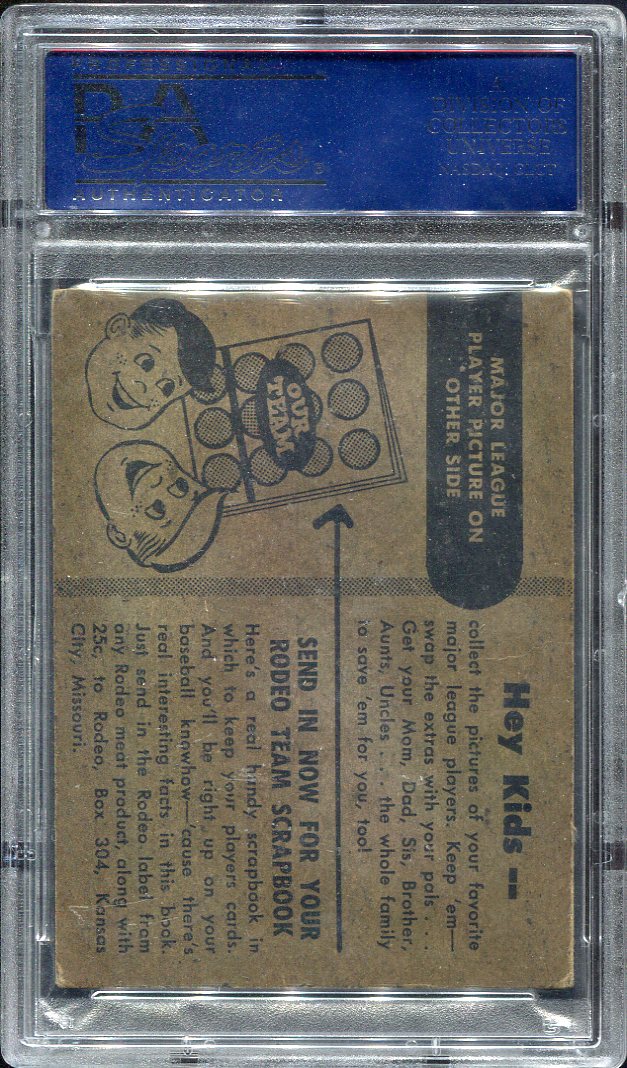 PROFESSIONAL
PSA
Sports
AUTHENTICATOR
A
DIVISION OF
COLLECTORS
UNIVERSE
NASDAQ: CLCT
MAJOR LEAGUE
PLAYER PICTURE ON
OTHER SIDE
OUR
TEAM
Hey Kids --
collect the pictures of your favorite
major league players. Keep 'em—
swap the extras with your pals . . .
Get your Mom, Dad, Sis, Brother,
Aunts, Uncles . . . the whole family
to save 'em for you, too!
SEND IN NOW FOR YOUR
RODEO TEAM SCRAPBOOK
Here's a real handy scrapbook in
which to keep your players cards.
And you'll be right up on your
baseball knowhow—'cause there's
real interesting facts in this book.
Just send in the Rodeo label from
any Rodeo meat product, along with
25c, to Rodeo, Box 304, Kansas
City, Missouri.